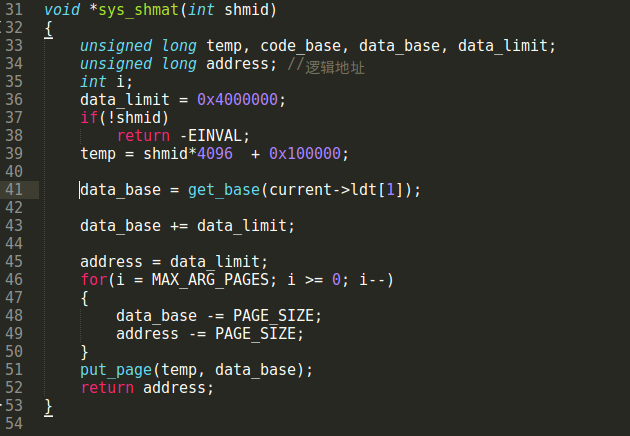 31 void *sys_shmat(int shmid)
32 {
33     unsigned long temp, code_base, data_base, data_limit;
34     unsigned long address; //逻辑地址
35     int i;
36     data_limit = 0x4000000;
37     if(!shmid)
38         return -EINVAL;
39     temp = shmid*4096  + 0x100000;
40
41     data_base = get_base(current->ldt[1]);
42
43     data_base += data_limit;
44
45     address = data_limit;
46     for(i = MAX_ARG_PAGES; i >= 0; i--)
47     {
48         data_base -= PAGE_SIZE;
49         address -= PAGE_SIZE;
50     }
51     put_page(temp, data_base);
52     return address;
53 }
54